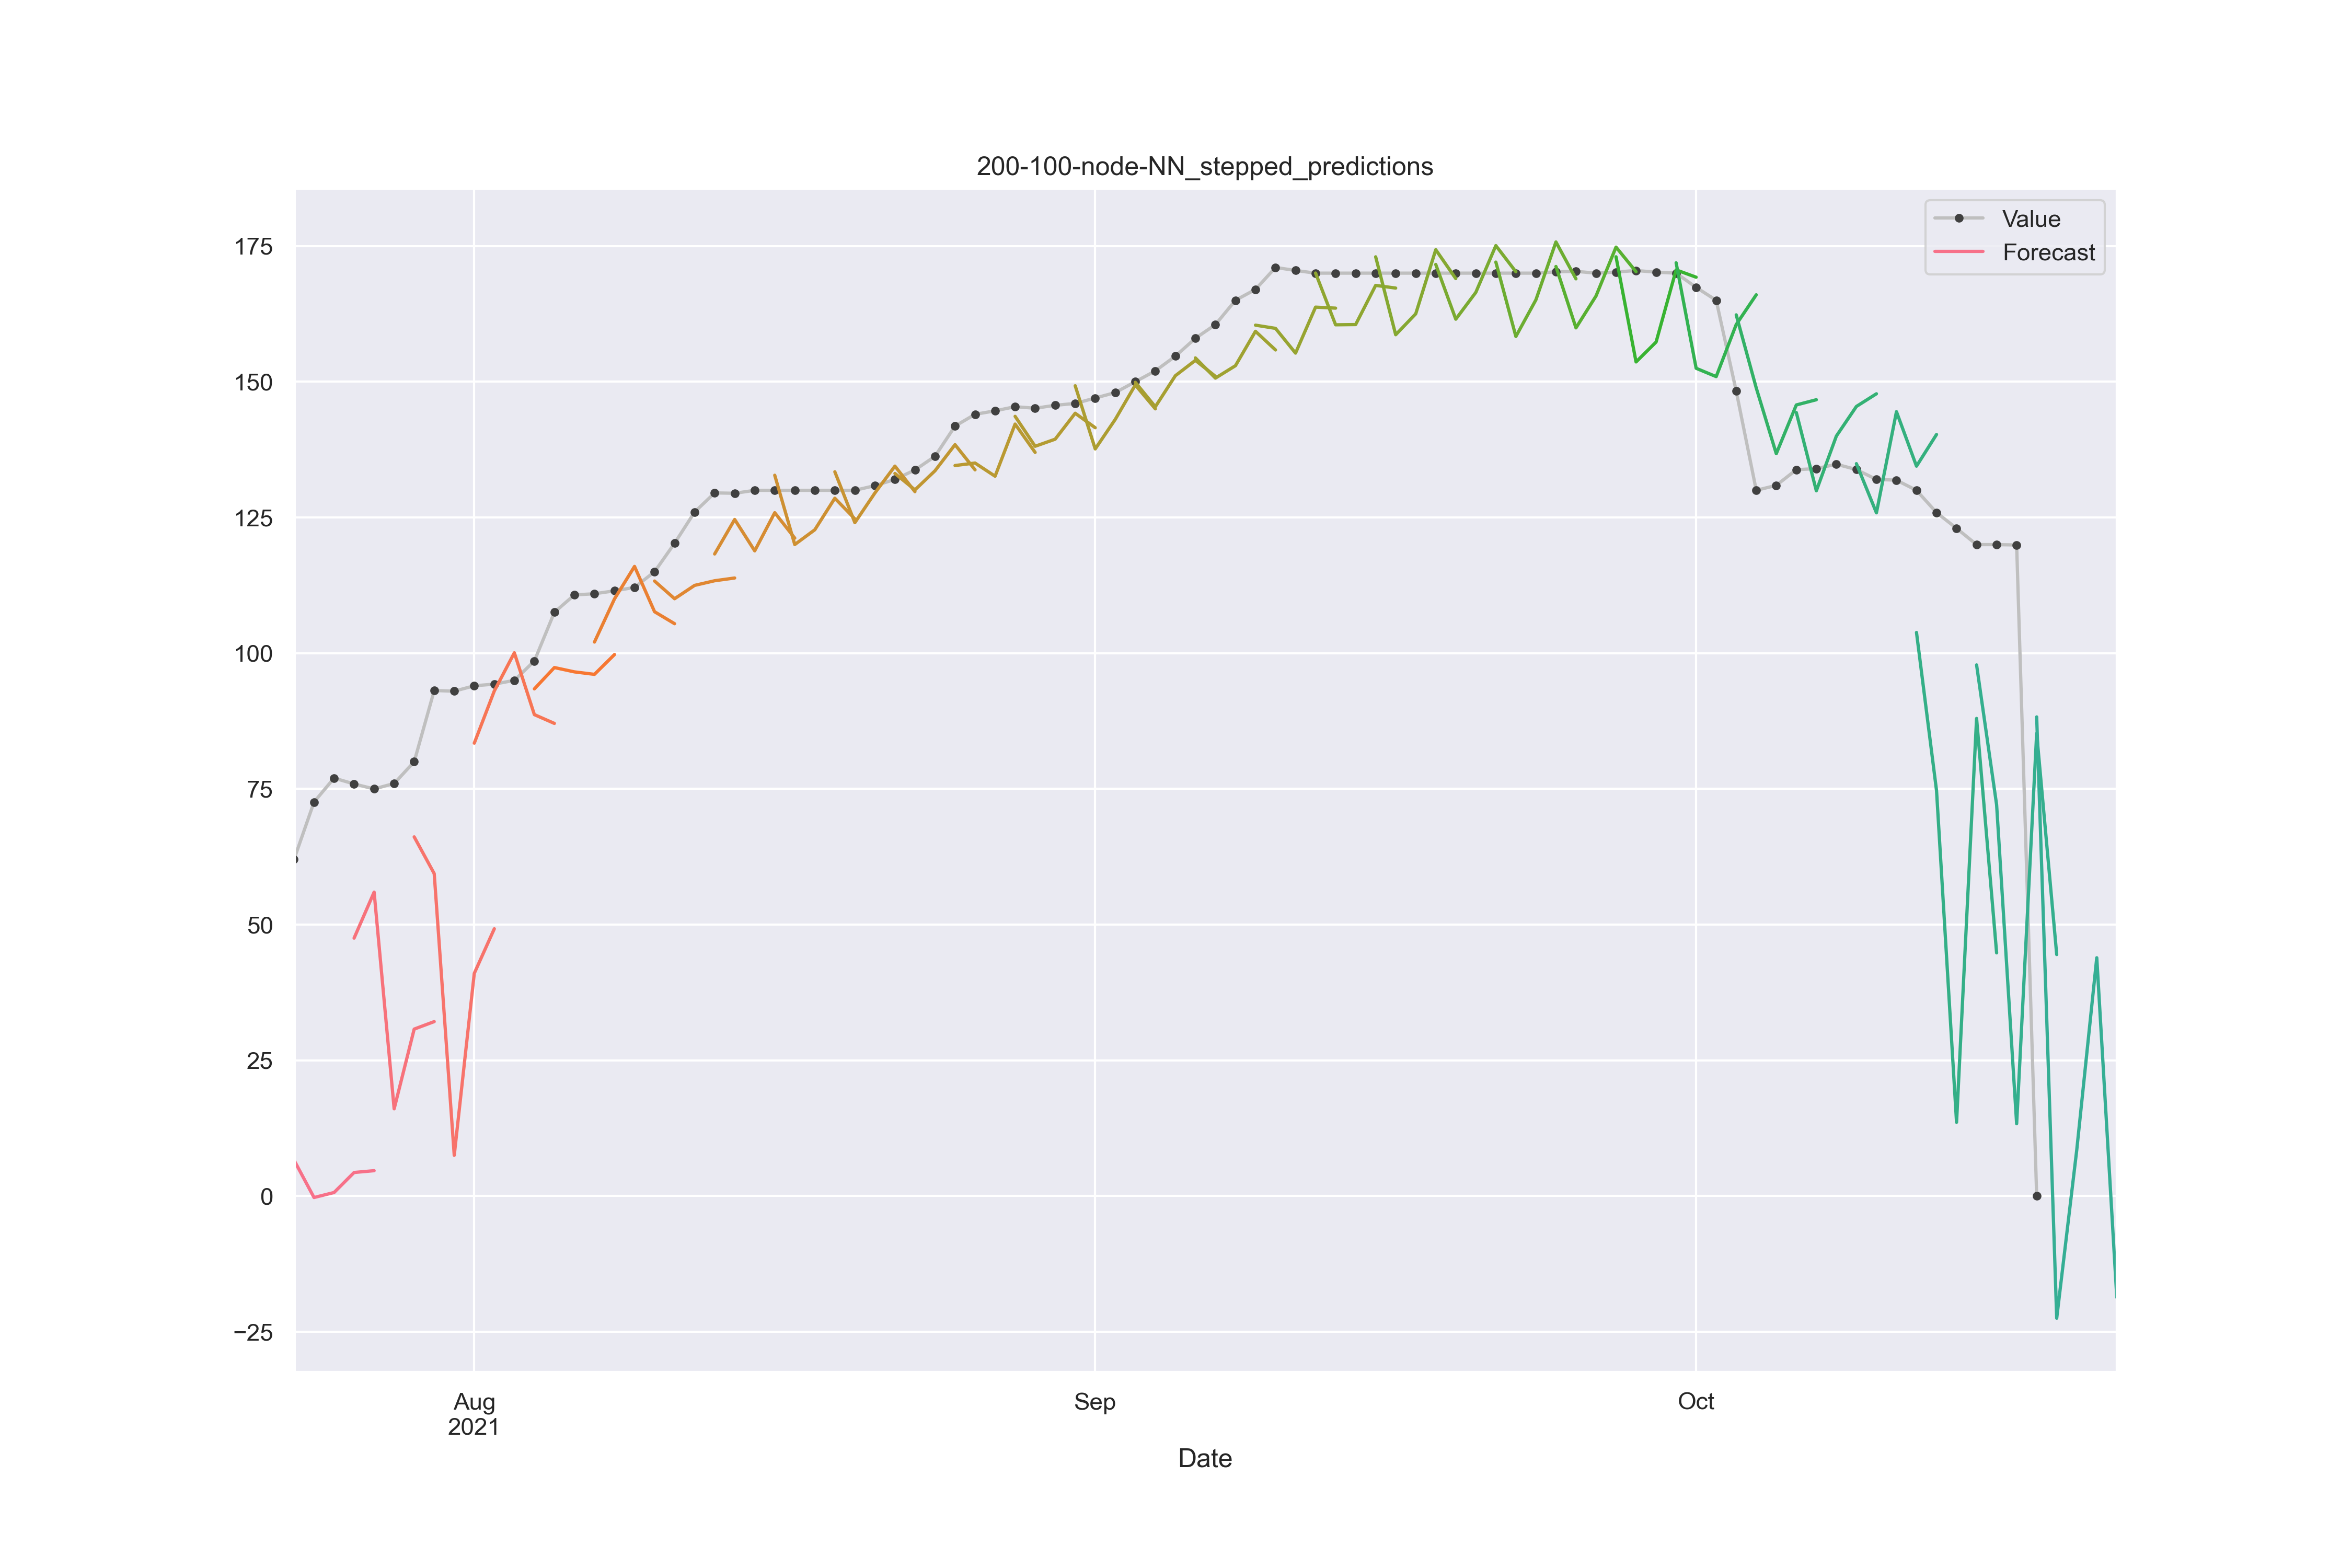 200-100-node-NN_stepped_predictions
Value
Forecast
175
150
125
100
75
50
25
0
−25
Aug
2021
Sep
Oct
Date